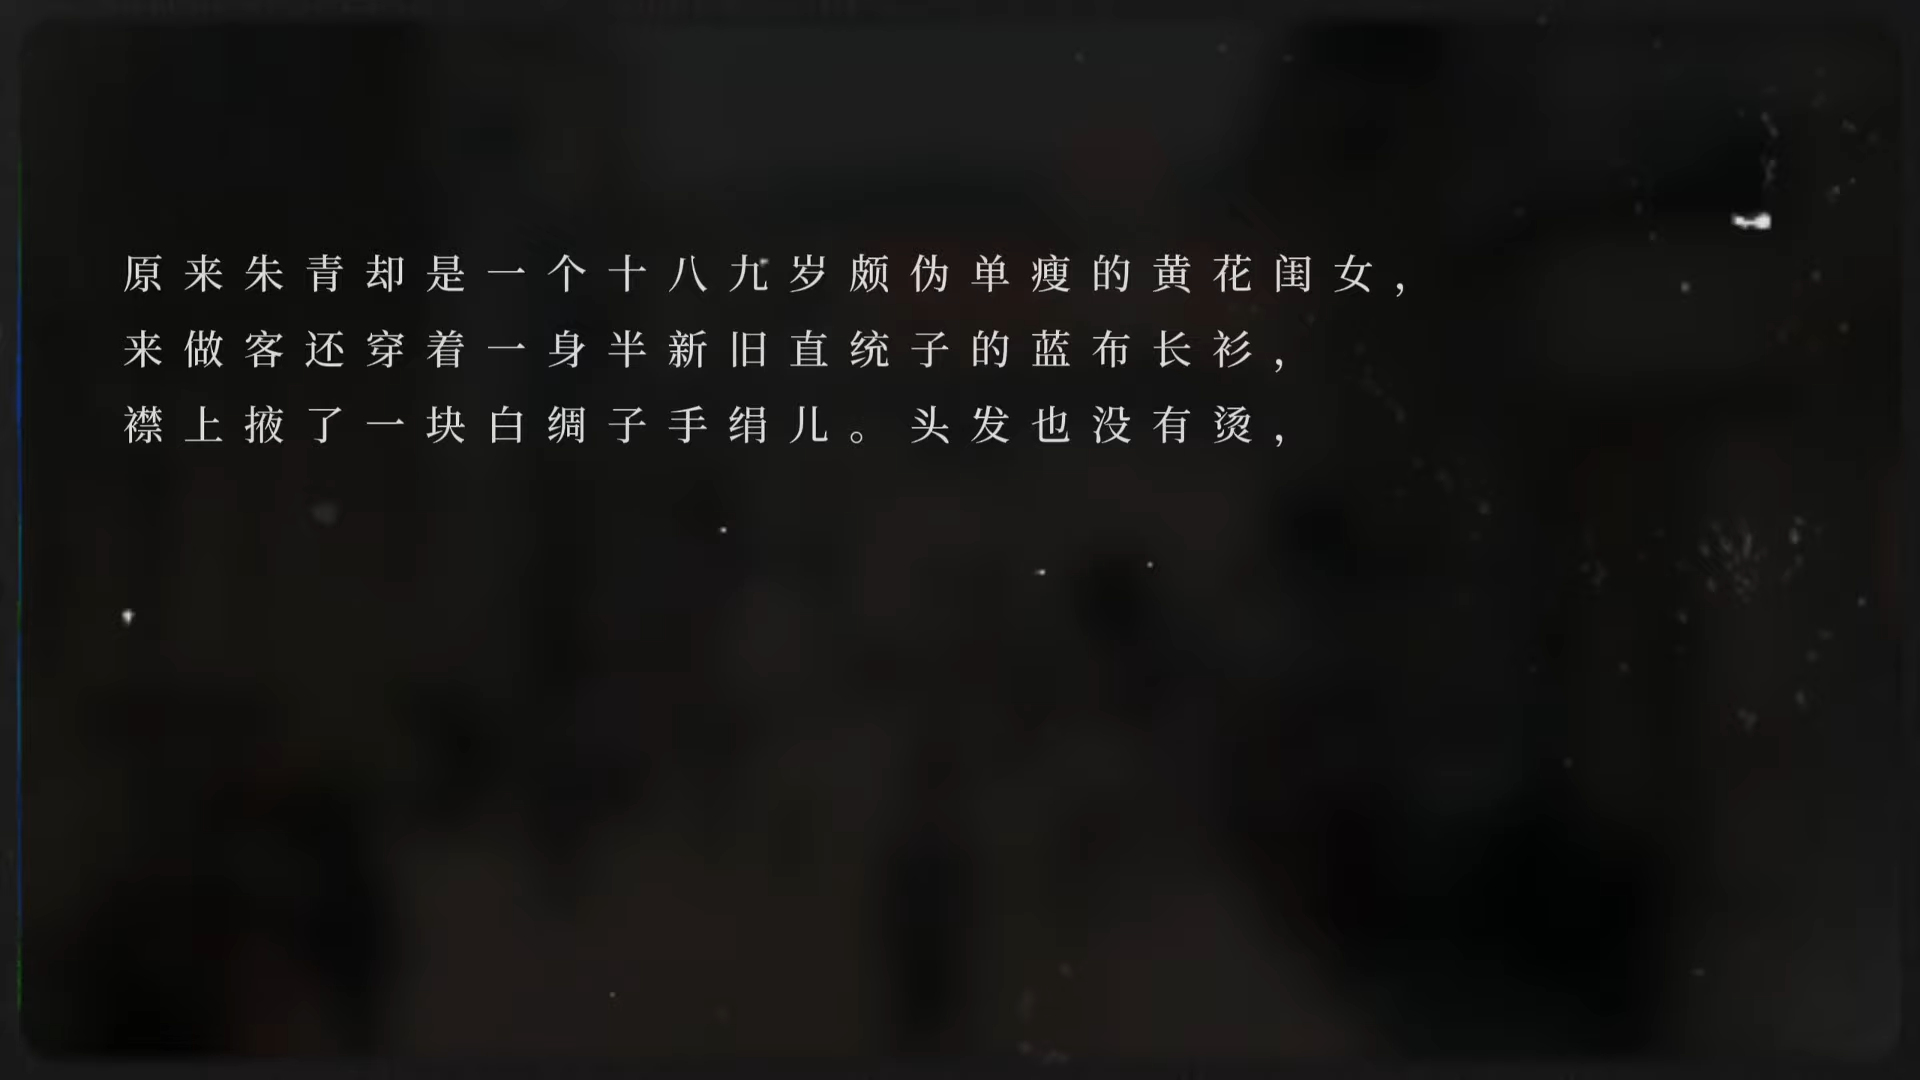 原来朱青却是一个十八九岁颇伪单瘦的黄花闺女，
来做客还穿着一身半新旧直统子的蓝布长衫，
襟上掖了一块白绸子手绢儿。头发也没有烫，